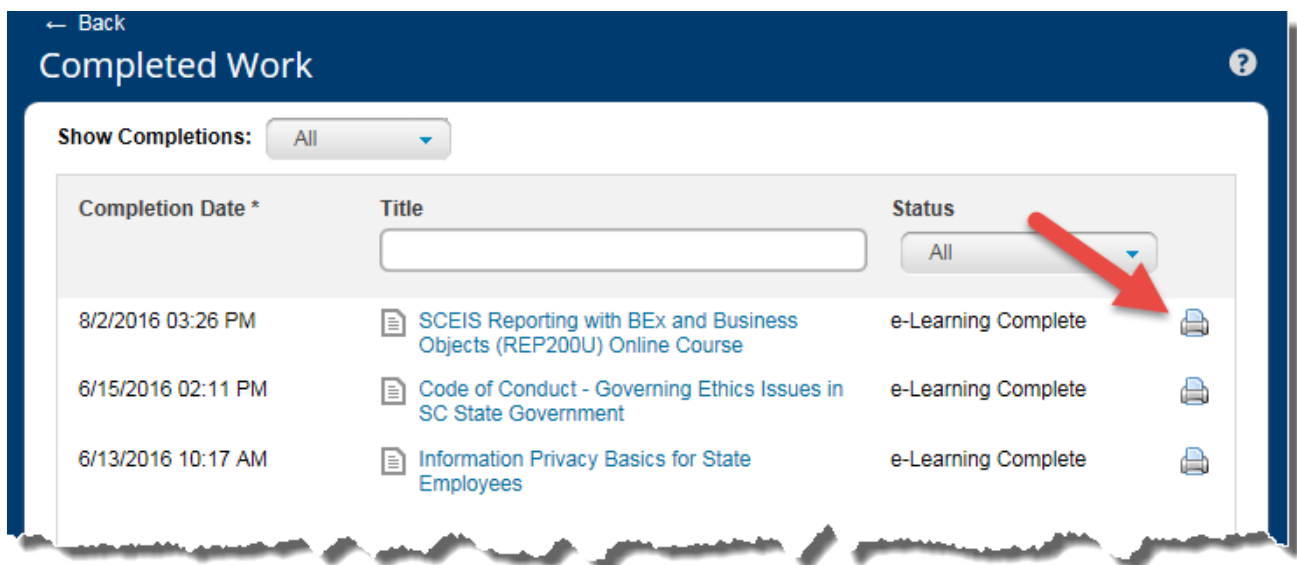 ← Back
Completed Work
?
Show Completions: All
Completion Date * Title Status
All
8/2/2016 03:26 PM SCEIS Reporting with BEx and Business e-Learning Complete
Objects (REP200U) Online Course
6/15/2016 02:11 PM Code of Conduct - Governing Ethics Issues in e-Learning Complete
SC State Government
6/13/2016 10:17 AM Information Privacy Basics for State e-Learning Complete
Employees